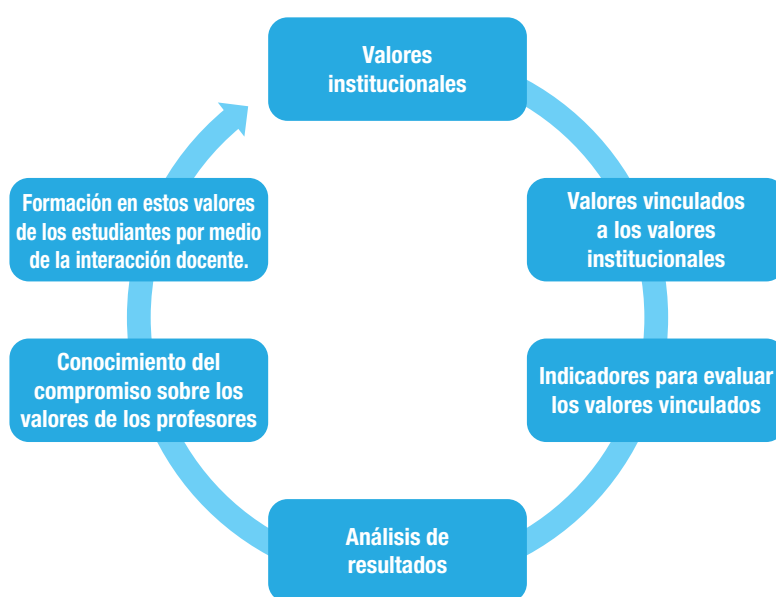 Valores
institucionales
Valores vinculados
a los valores
institucionales
Indicadores para evaluar
los valores vinculados
Análisis de
resultados
Conocimiento del
compromiso sobre los
valores de los profesores
Formación en estos valores
de los estudiantes por medio
de la interacción docente.